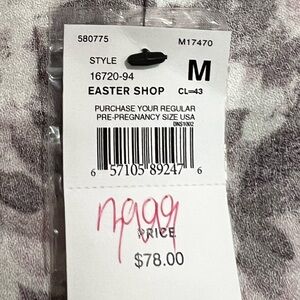 580775 M17470
STYLE
16720-94 M
EASTER SHOP CL=43
PURCHASE YOUR REGULAR
PRE-PREGNANCY SIZE USA
DNS1002
6 57105 89247 6
PRICE
$78.00